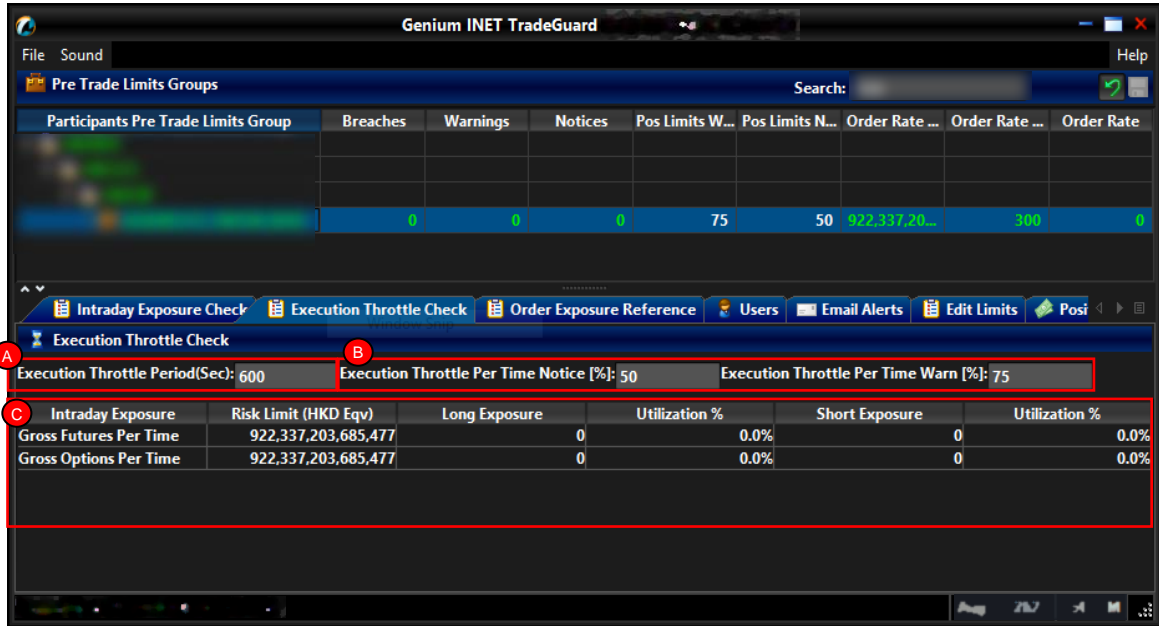 Genium INET TradeGuard
File Sound Help
Pre Trade Limits Groups Search:
Participants Pre Trade Limits Group Breaches Warnings Notices Pos Limits W... Pos Limits N... Order Rate ... Order Rate ... Order Rate
0 0 0 75 50 922,337,20... 300 0
Intraday Exposure Check Execution Throttle Check Order Exposure Reference Users Email Alerts Edit Limits Posi
Window Snip
Execution Throttle Check
A B
Execution Throttle Period(Sec): 600 Execution Throttle Per Time Notice [%]: 50 Execution Throttle Per Time Warn [%]: 75
C Intraday Exposure Risk Limit (HKD Eqv) Long Exposure Utilization % Short Exposure Utilization %
Gross Futures Per Time 922,337,203,685,477 0 0.0% 0 0.0%
Gross Options Per Time 922,337,203,685,477 0 0.0% 0 0.0%